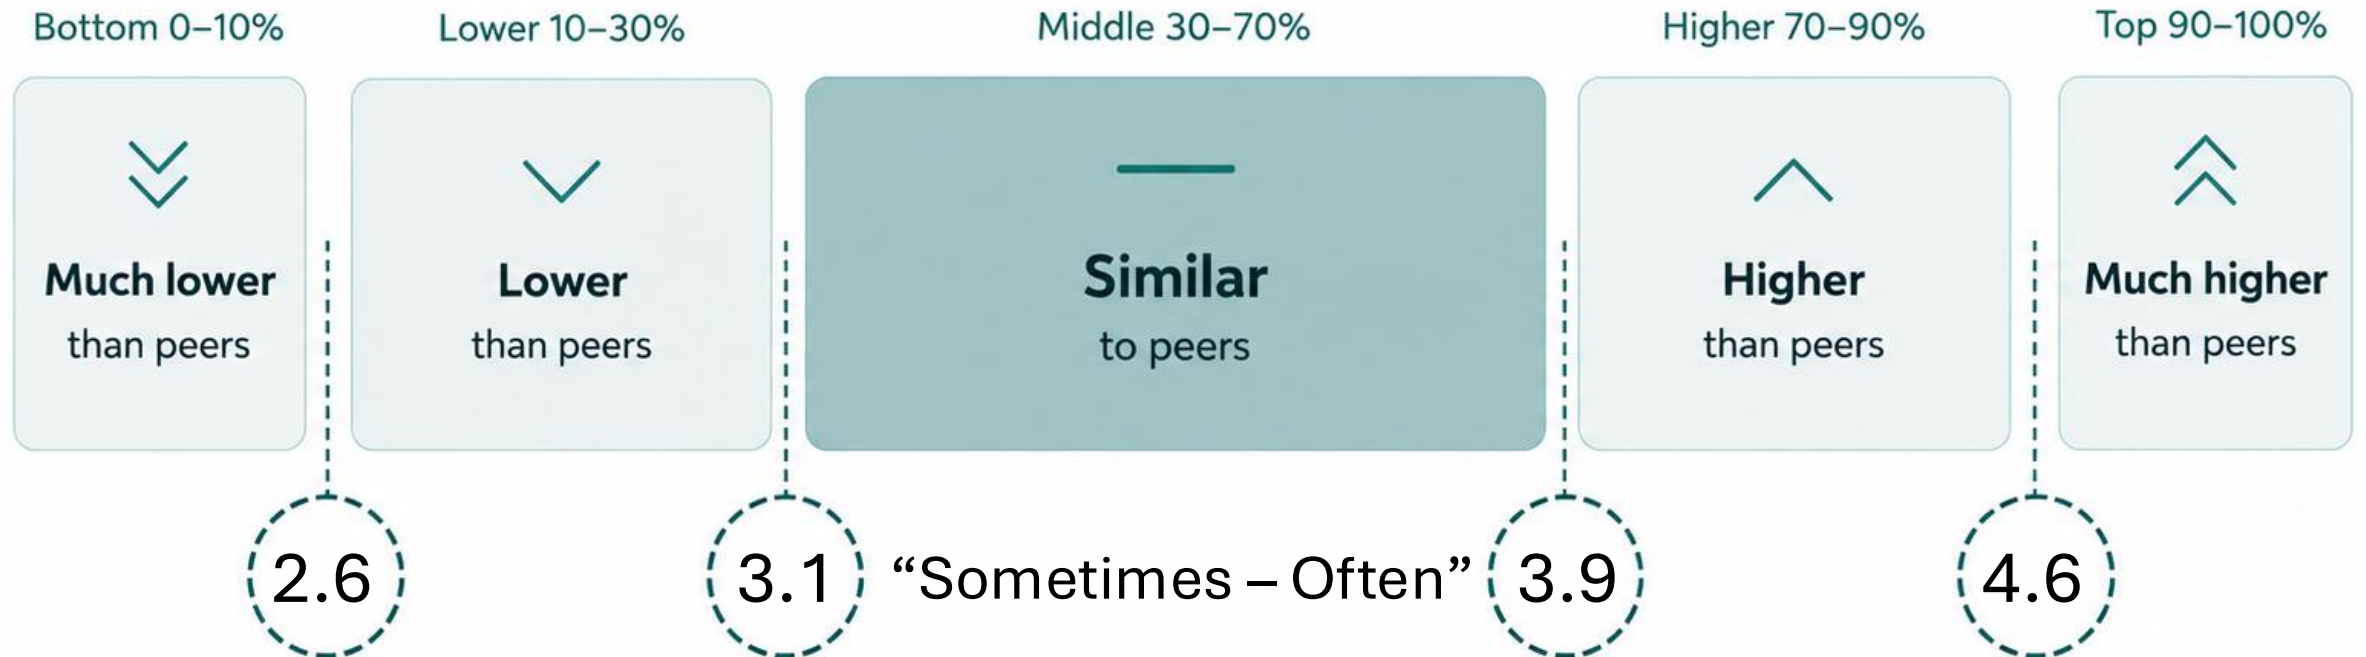 Bottom 0–10%
Lower 10–30%
Middle 30–70%
Higher 70–90%
Top 90–100%
Much lower
than peers
Lower
than peers
Similar
to peers
Higher
than peers
Much higher
than peers
2.6
3.1
“Sometimes – Often”
3.9
4.6